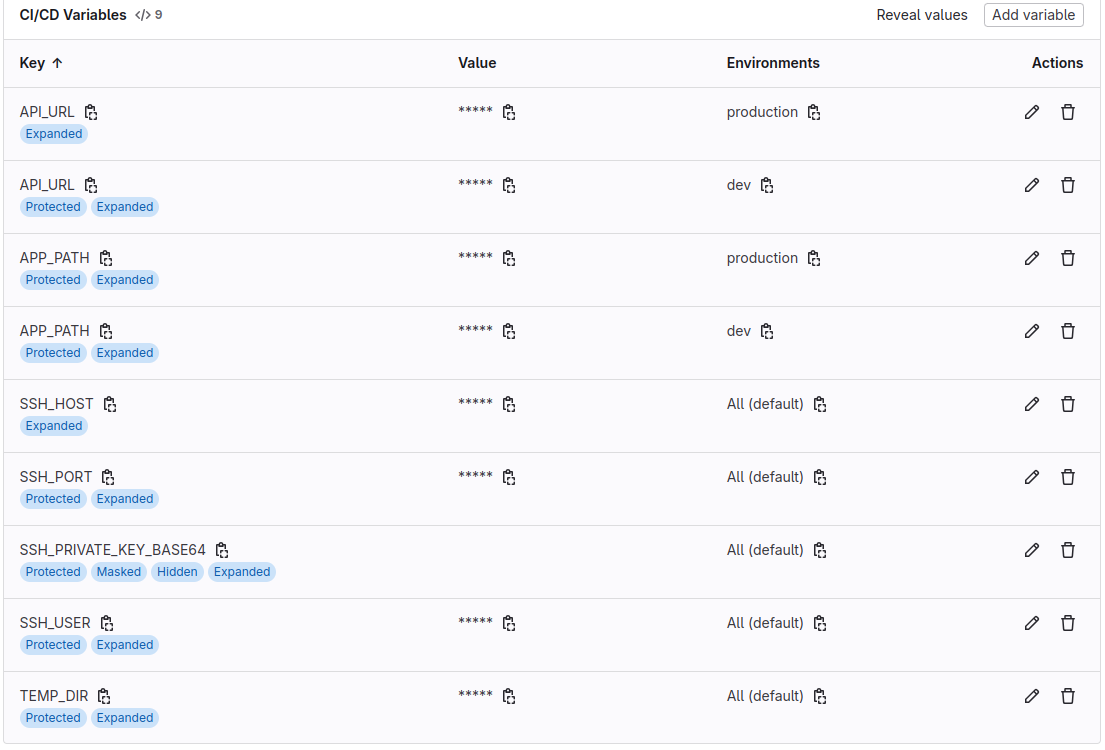 CI/CD Variables </> 9 Reveal values Add variable
Key ↑ Value Environments Actions
API_URL ***** production
Expanded
API_URL ***** dev
Protected Expanded
APP_PATH ***** production
Protected Expanded
APP_PATH ***** dev
Protected Expanded
SSH_HOST ***** All (default)
Expanded
SSH_PORT ***** All (default)
Protected Expanded
SSH_PRIVATE_KEY_BASE64 All (default)
Protected Masked Hidden Expanded
SSH_USER ***** All (default)
Protected Expanded
TEMP_DIR ***** All (default)
Protected Expanded